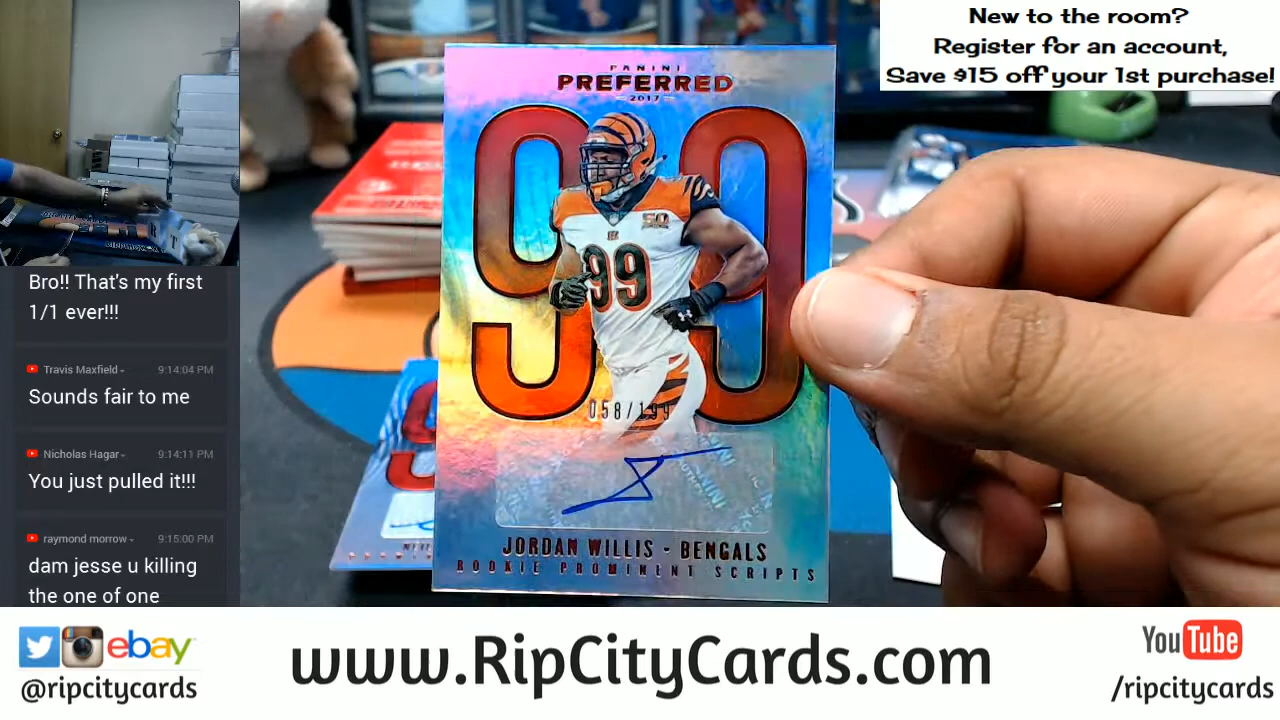 New to the room?
Register for an account,
Save $15 off your 1st purchase!
PANINI
PREFERRED
2017
99
50
99
058/199
JORDAN WILLIS - BENGALS
ROOKIE PROMINENT SCRIPTS
Bro!! That's my first
1/1 ever!!!
Travis Maxfield 9:14:04 PM
Sounds fair to me
Nicholas Hagar 9:14:11 PM
You just pulled it!!!
raymond morrow 9:15:00 PM
dam jesse u killing
the one of one
ebay
@ripcitycards
www.RipCityCards.com
YouTube
/ripcitycards